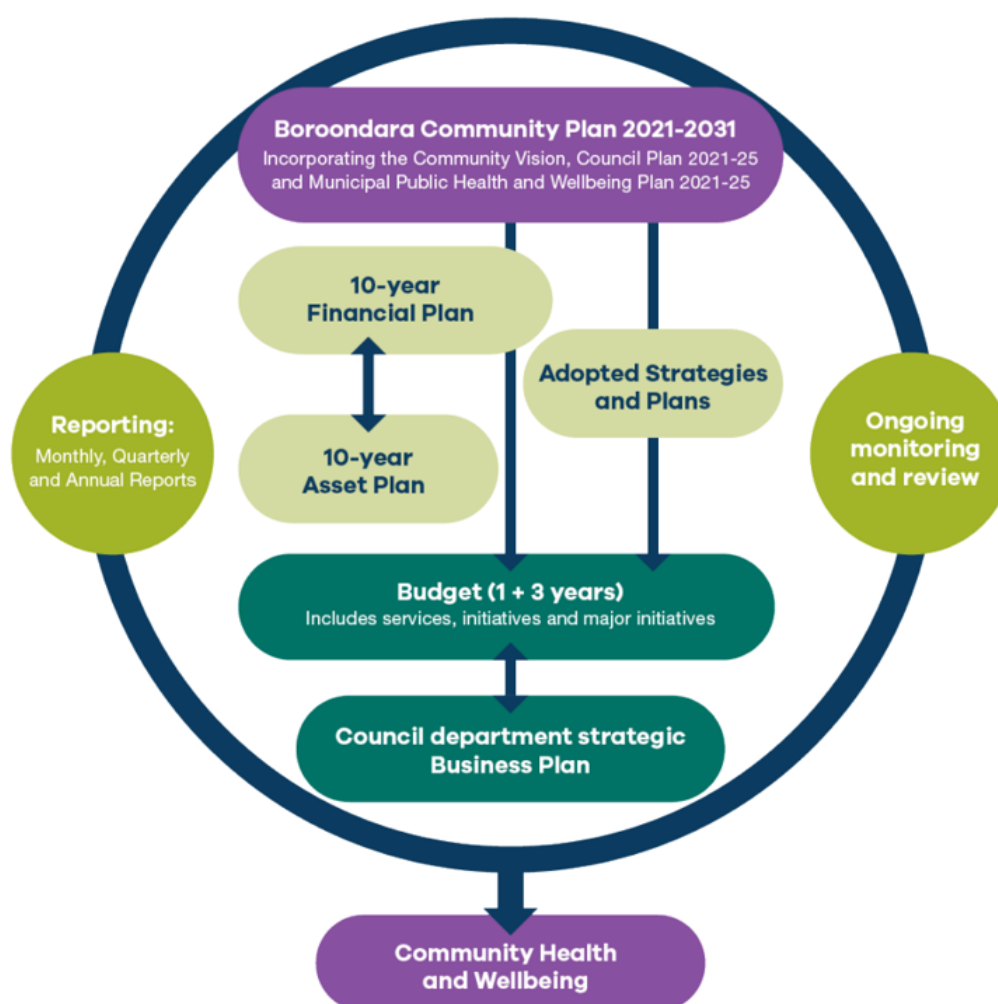 Boroondara Community Plan 2021-2031
Incorporating the Community Vision, Council Plan 2021-25
and Municipal Public Health and Wellbeing Plan 2021-25
10-year
Financial Plan
Adopted Strategies
and Plans
Reporting:
Monthly, Quarterly
and Annual Reports
10-year
Asset Plan
Ongoing
monitoring
and review
Budget (1 + 3 years)
Includes services, initiatives and major initiatives
Council department strategic
Business Plan
Community Health
and Wellbeing